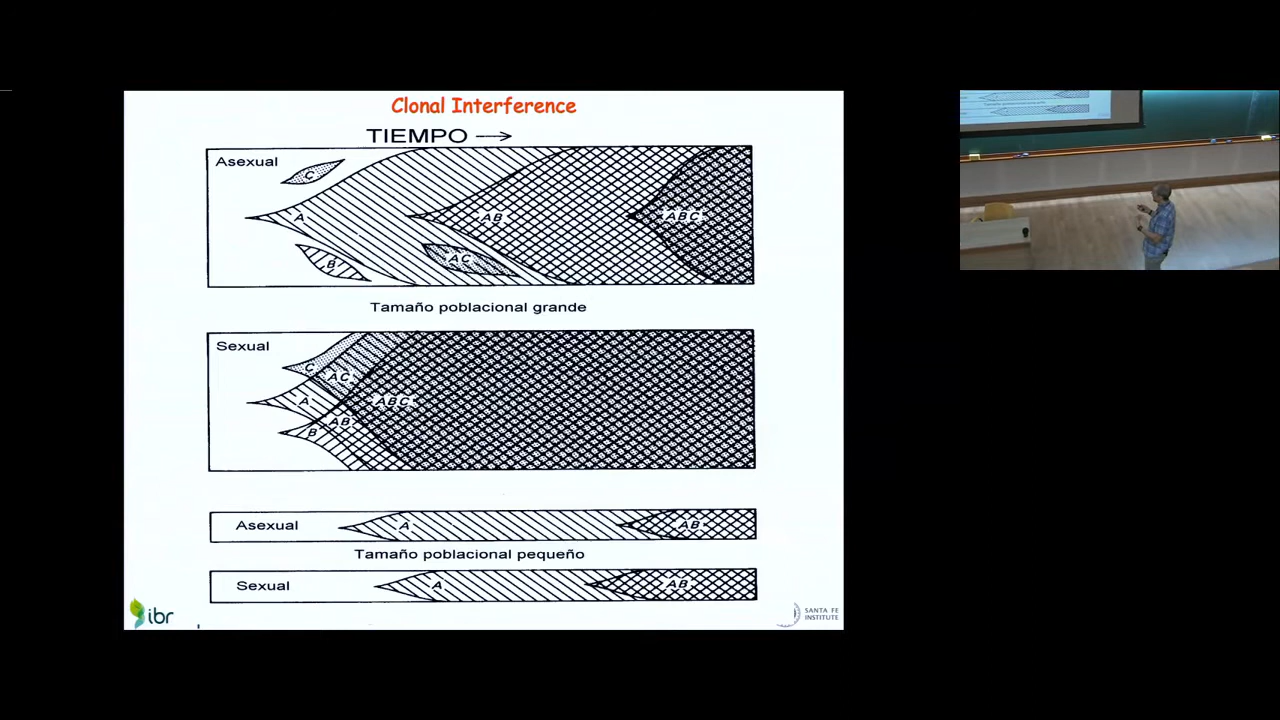 Clonal Interference
TIEMPO
Asexual
C
A
AB
ABC
B
AC
Tamaño poblacional grande
Sexual
C
AC
A
ABC
AB
B
Asexual
A
AB
Tamaño poblacional pequeño
Sexual
A
AB
ibr
SANTA FE
INSTITUTE